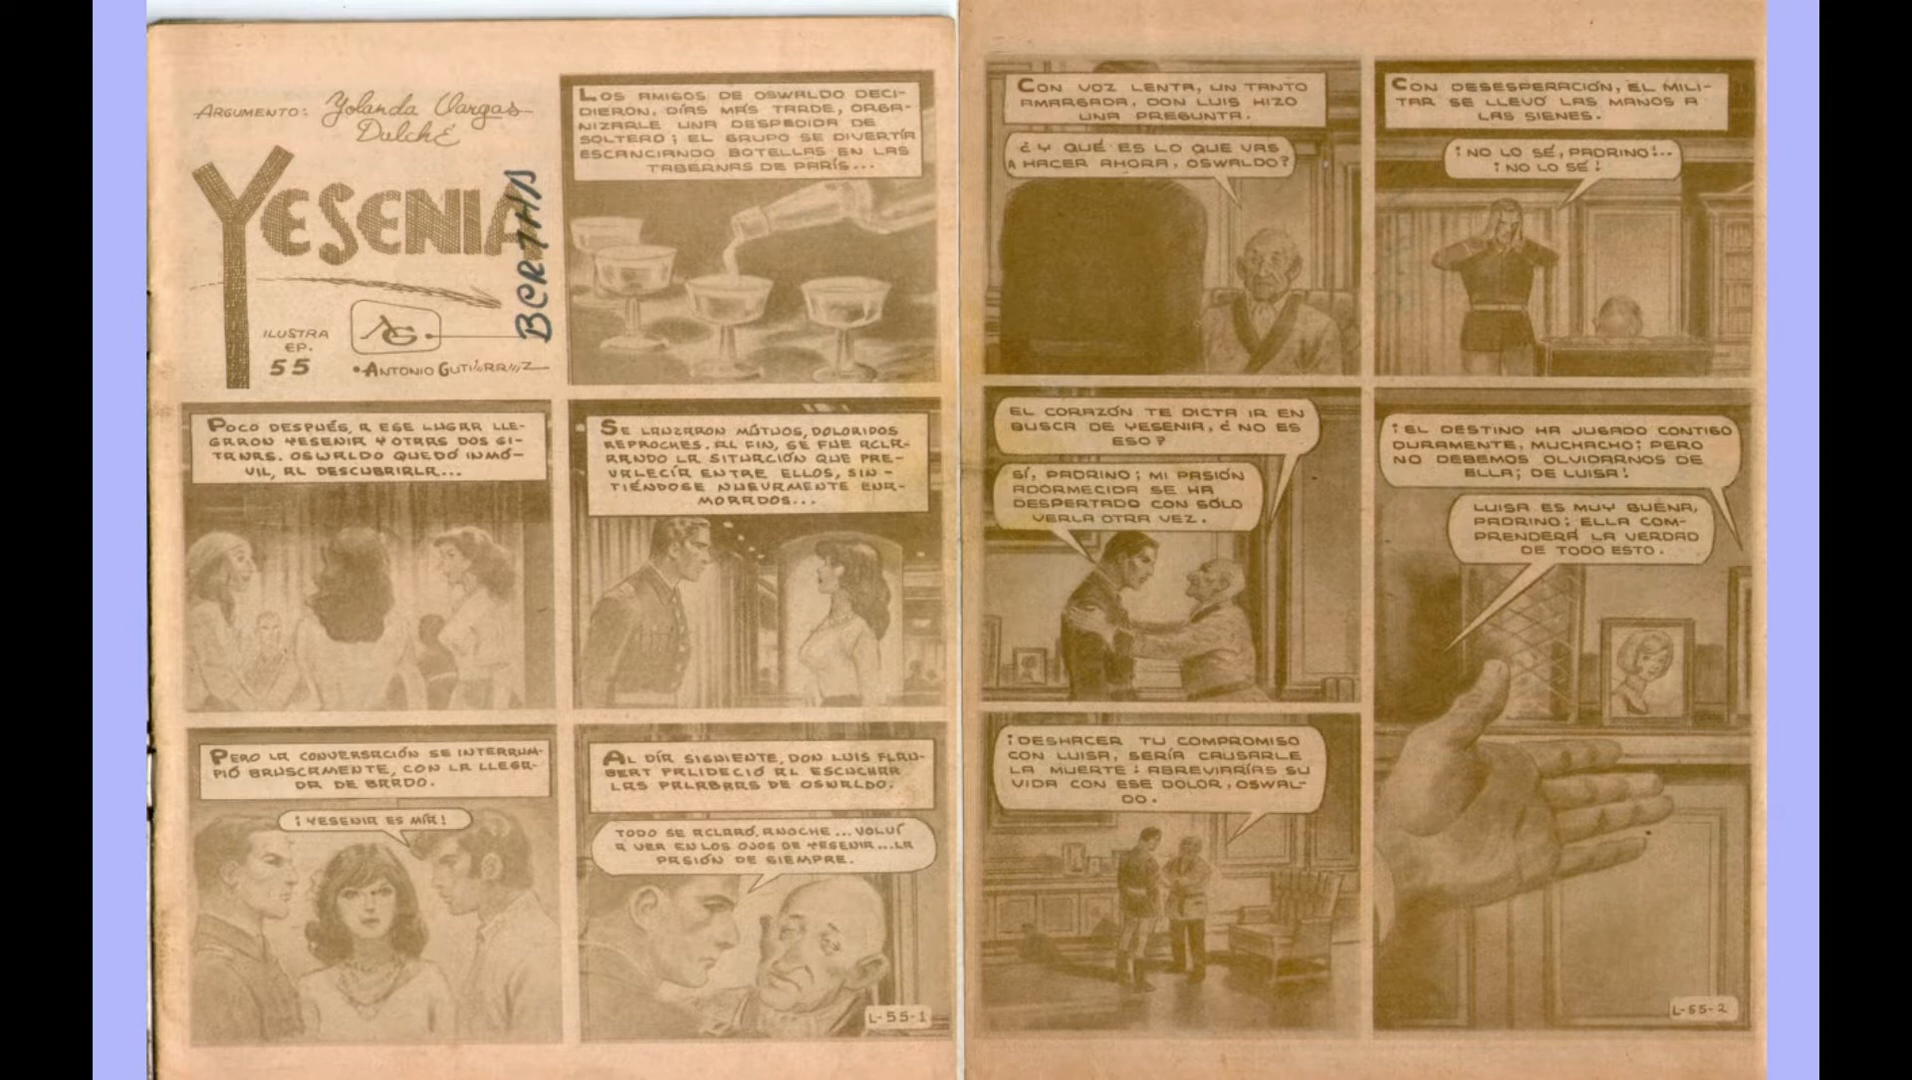 ARGUMENTO: Yolanda Vargas
Dulché
YESENIA
BERTHA
ILUSTRA
EP.
55
AG
•ANTONIO GUTIÉRREZ
LOS AMIGOS DE OSWALDO DECI-
DIERON, DÍAS MÁS TARDE, ORGA-
NIZARLE UNA DESPEDIDA DE
SOLTERO; EL GRUPO SE DIVERTÍA
ESCANCIANDO BOTELLAS EN LAS
TABERNAS DE PARÍS...
POCO DESPUÉS, A ESE LUGAR LLE-
GARON YESENIA Y OTRAS DOS GI-
TANAS. OSWALDO QUEDÓ INMÓ-
VIL, AL DESCUBRIRLA...
SE LANZARON MÚTUOS, DOLORIDOS
REPROCHES. AL FIN, SE FUE ACLA-
RANDO LA SITUACIÓN QUE PRE-
VALECÍA ENTRE ELLOS, SIN-
TIÉNDOSE NUEVAMENTE ENA-
MORADOS...
PERO LA CONVERSACIÓN SE INTERRUM-
PIÓ BRUSCAMENTE, CON LA LLEGA-
DA DE BARDO.
¡YESENIA ES MÍA!
AL DÍA SIGNIENTE, DON LUIS FLAU-
BERT PALIDECIÓ AL ESCUCHAR
LAS PALABRAS DE OSWALDO.
TODO SE ACLARÓ, ANOCHE... VOLVÍ
A VER EN LOS OJOS DE YESENIA...LA
PASIÓN DE SIEMPRE.
L-55-1
CON VOZ LENTA, UN TANTO
AMARGADA, DON LUIS HIZO
UNA PREGUNTA.
¿Y QUÉ ES LO QUE VAS
A HACER AHORA, OSWALDO?
CON DESESPERACIÓN, EL MILI-
TAR SE LLEVÓ LAS MANOS A
LAS SIENES.
¡NO LO SÉ, PADRINO!...
¡NO LO SÉ!
EL CORAZÓN TE DICTA IR EN
BUSCA DE YESENIA, ¿NO ES
ESO?
SÍ, PADRINO; MI PASIÓN
ADORMECIDA SE HA
DESPERTADO CON SÓLO
VERLA OTRA VEZ.
¡EL DESTINO HA JUGADO CONTIGO
DURAMENTE, MUCHACHO; PERO
NO DEBEMOS OLVIDARNOS DE
ELLA; DE LUISA!
LUISA ES MUY BUENA,
PADRINO; ELLA COM-
PRENDERÁ LA VERDAD
DE TODO ESTO.
¡DESHACER TU COMPROMISO
CON LUISA, SERÍA CAUSARLE
LA MUERTE! ABREVIARÍAS SU
VIDA CON ESE DOLOR, OSWAL-
DO.
L-55-2